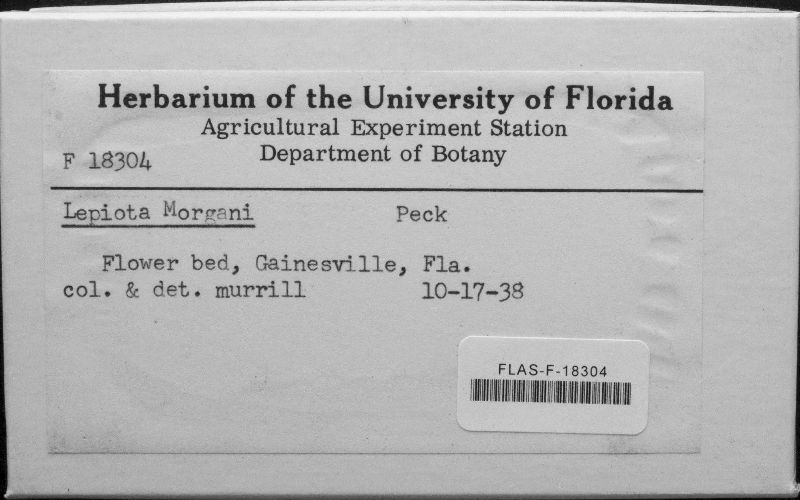 Herbarium of the University of Florida
Agricultural Experiment Station
Department of Botany
F 18304
Lepiota Morgani Peck
Flower bed, Gainesville, Fla.
col. & det. murrill 10-17-38
FLAS-F-18304